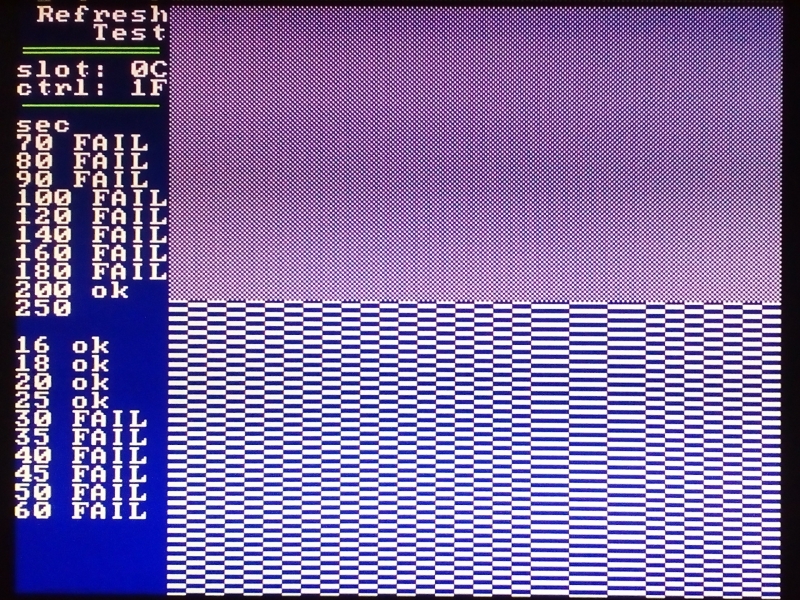 Refresh
Test
slot: 0C
ctrl: 1F
sec
70 FAIL
80 FAIL
90 FAIL
100 FAIL
120 FAIL
140 FAIL
160 FAIL
180 FAIL
200 ok
250
16 ok
18 ok
20 ok
25 ok
30 FAIL
35 FAIL
40 FAIL
45 FAIL
50 FAIL
60 FAIL